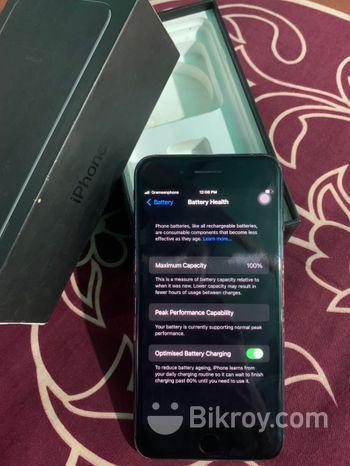 iPhone
Grameenphone
12:08 PM
Battery
Battery Health
Phone batteries, like all rechargeable batteries,
are consumable components that become less
effective as they age. Learn more...
Maximum Capacity 100%
This is a measure of battery capacity relative to
when it was new. Lower capacity may result in
fewer hours of usage between charges.
Peak Performance Capability
Your battery is currently supporting normal peak
performance.
Optimised Battery Charging
To reduce battery ageing, iPhone learns from
your daily charging routine so it can wait to finish
charging past 80% until you need to use it.
Bikroy.com